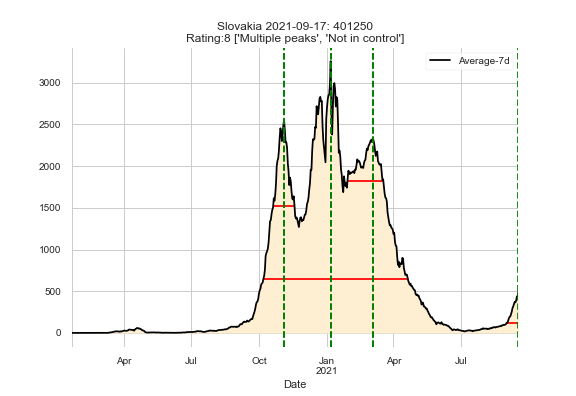 Slovakia 2021-09-17: 401250
Rating:8 ['Multiple peaks', 'Not in control']
Average-7d
3000
2500
2000
1500
1000
500
0
Apr
Jul
Oct
Jan
2021
Apr
Jul
Date